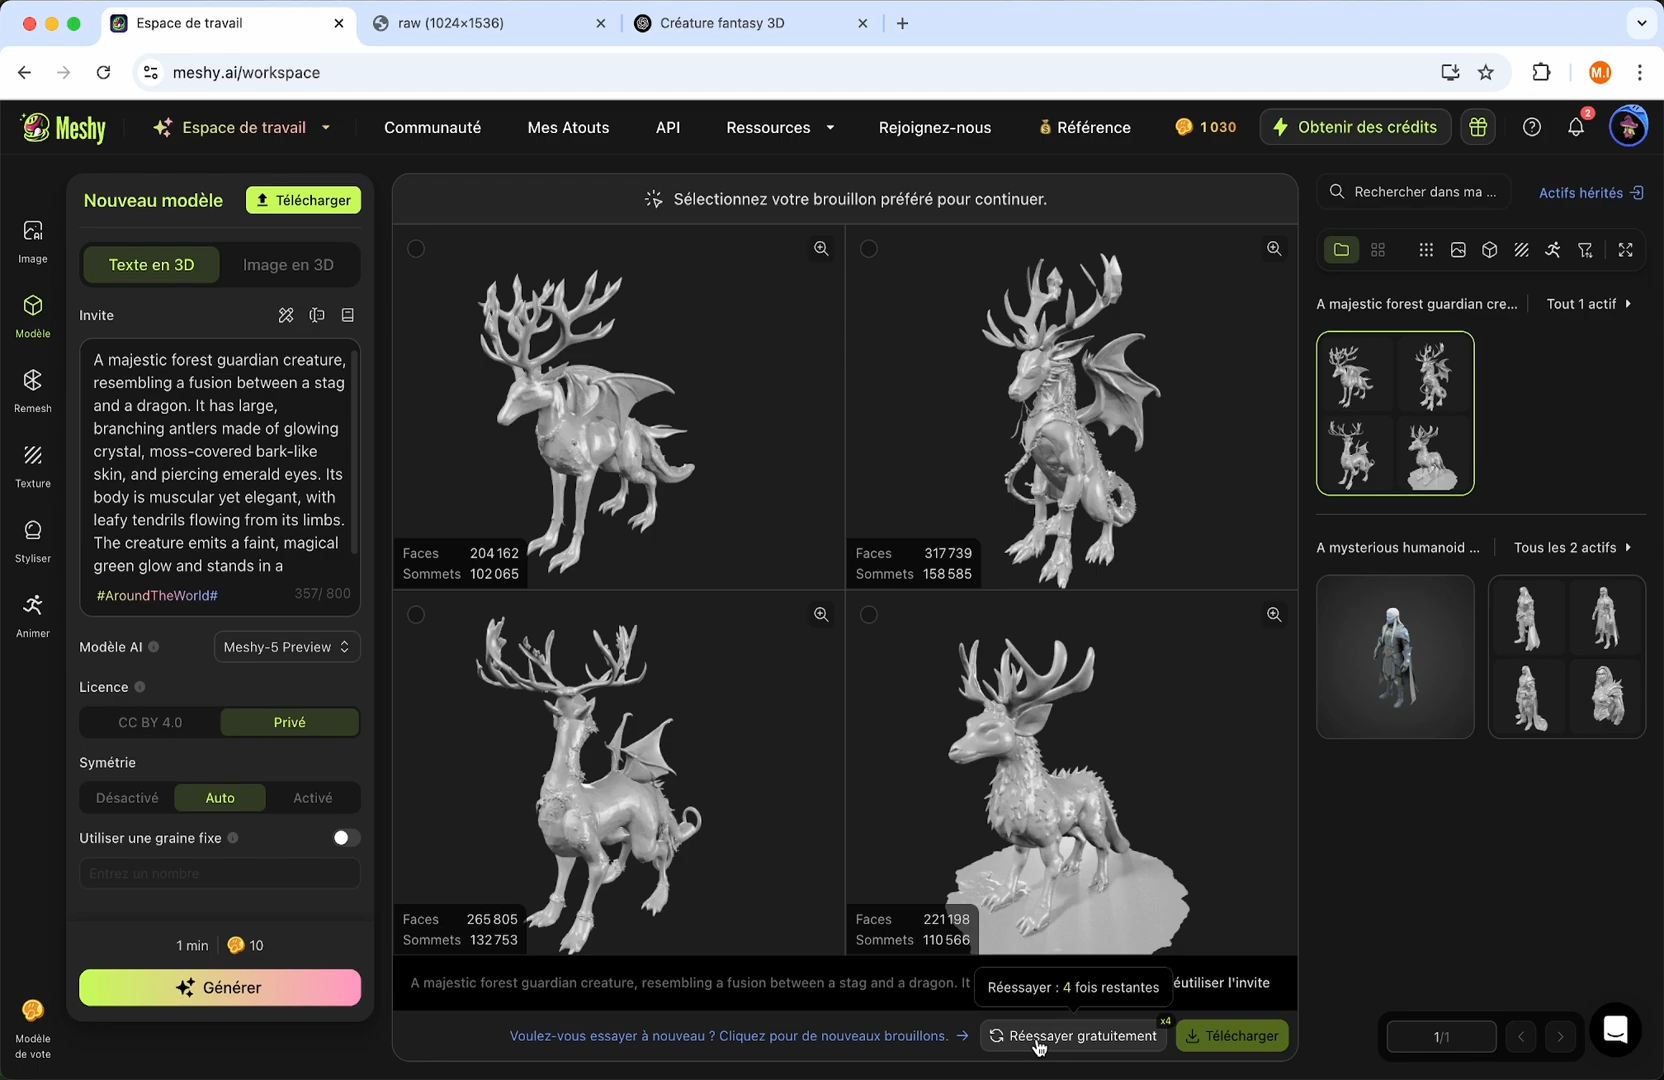 Espace de travail
raw (1024×1536)
Créature fantasy 3D
meshy.ai/workspace
M.I
Meshy
Espace de travail
Communauté
Mes Atouts
API
Ressources
Rejoignez-nous
Référence
1 030
Obtenir des crédits
2
Image
Modèle
Remesh
Texture
Styliser
Animer
Modèle
de vote
Nouveau modèle
Télécharger
Texte en 3D
Image en 3D
Invite
A majestic forest guardian creature,
resembling a fusion between a stag
and a dragon. It has large,
branching antlers made of glowing
crystal, moss-covered bark-like
skin, and piercing emerald eyes. Its
body is muscular yet elegant, with
leafy tendrils flowing from its limbs.
The creature emits a faint, magical
green glow and stands in a
#AroundTheWorld#
357/ 800
Modèle AI
Meshy-5 Preview
Licence
CC BY 4.0
Privé
Symétrie
Désactivé
Auto
Activé
Utiliser une graine fixe
Entrez un nombre
1 min
10
Générer
Sélectionnez votre brouillon préféré pour continuer.
Faces 204 162
Sommets 102 065
Faces 317 739
Sommets 158 585
Faces 265 805
Sommets 132 753
Faces 221 198
Sommets 110 566
A majestic forest guardian creature, resembling a fusion between a stag and a dragon. It
Réessayer : 4 fois restantes
éutiliser l'invite
Voulez-vous essayer à nouveau ? Cliquez pour de nouveaux brouillons. →
Réessayer gratuitement
x4
Télécharger
Rechercher dans ma ...
Actifs hérités
A majestic forest guardian cre...
Tout 1 actif
A mysterious humanoid ...
Tous les 2 actifs
1/1